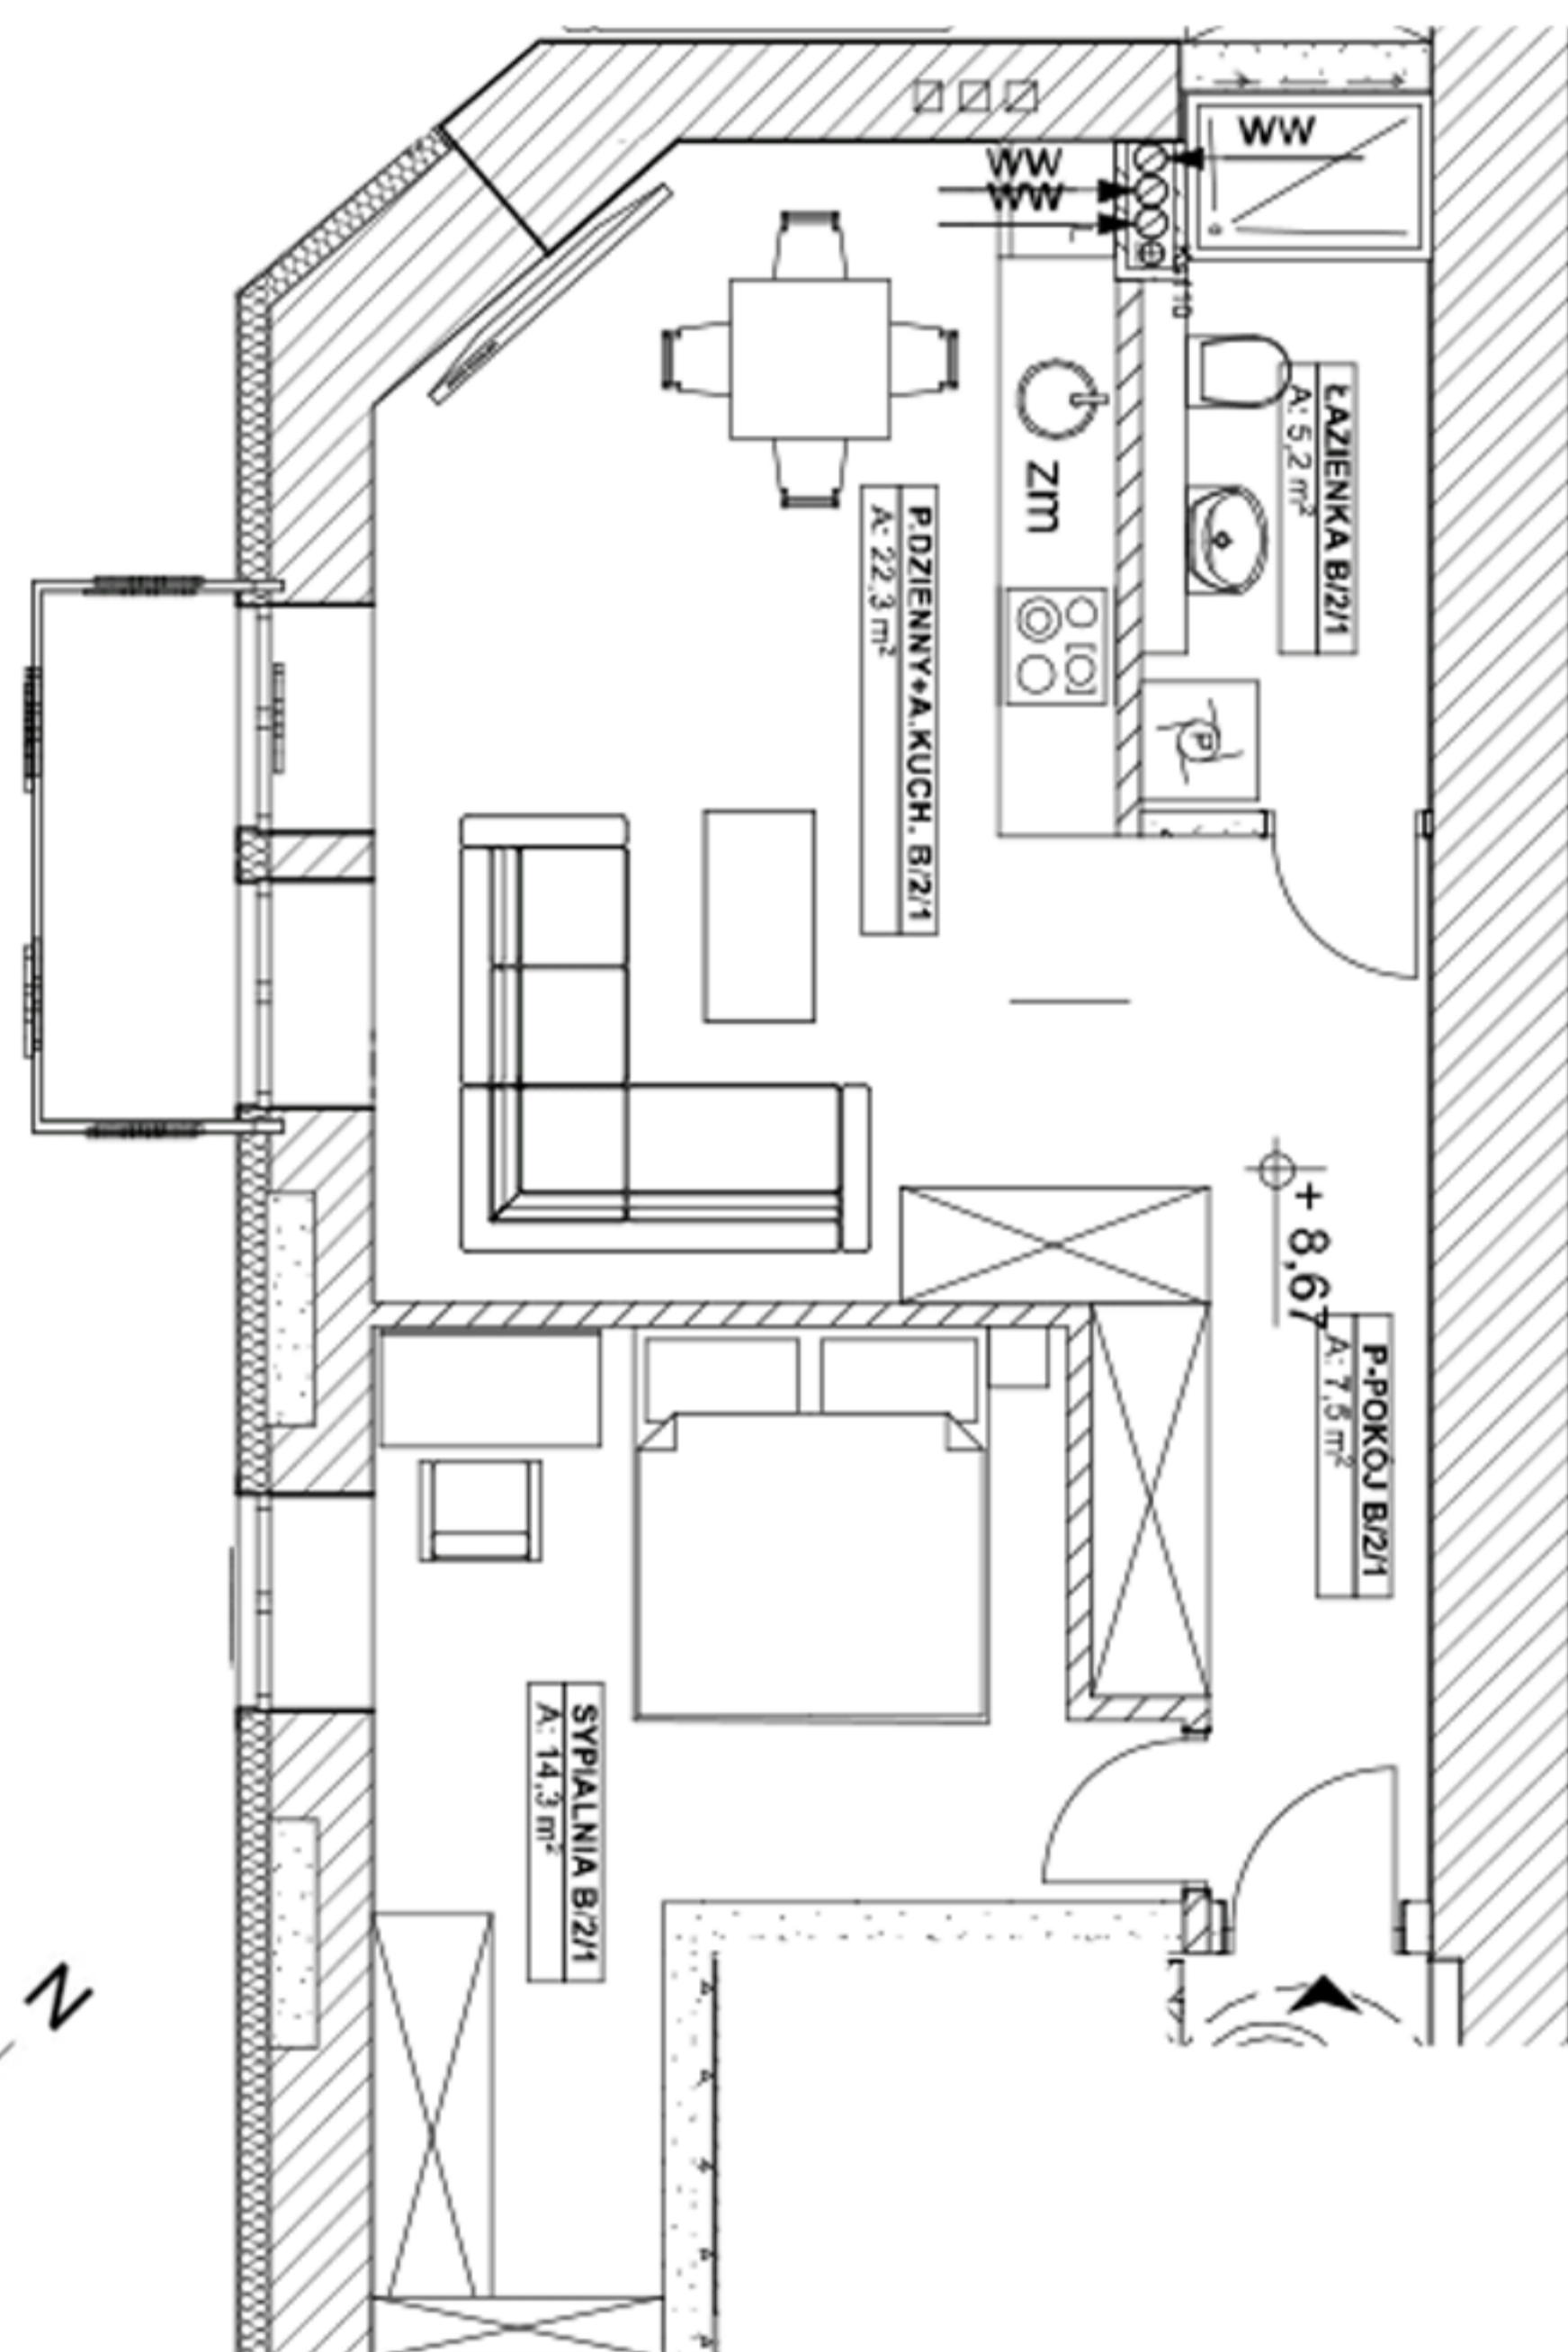 WW
WW
WW
ŁAZIENKA B/2/1
A: 5,2 m²
zm
P.DZIENNY+A.KUCH. B/2/1
A: 22,3 m²
P
+ 8,67
P-POKÓJ B/2/1
A: 7,5 m²
SYPIALNIA B/2/1
A: 14,3 m²
N